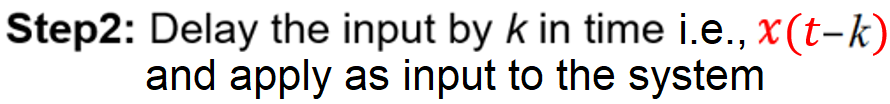 Step2: Delay the input by k in time i.e., x(t−k)
and apply as input to the system